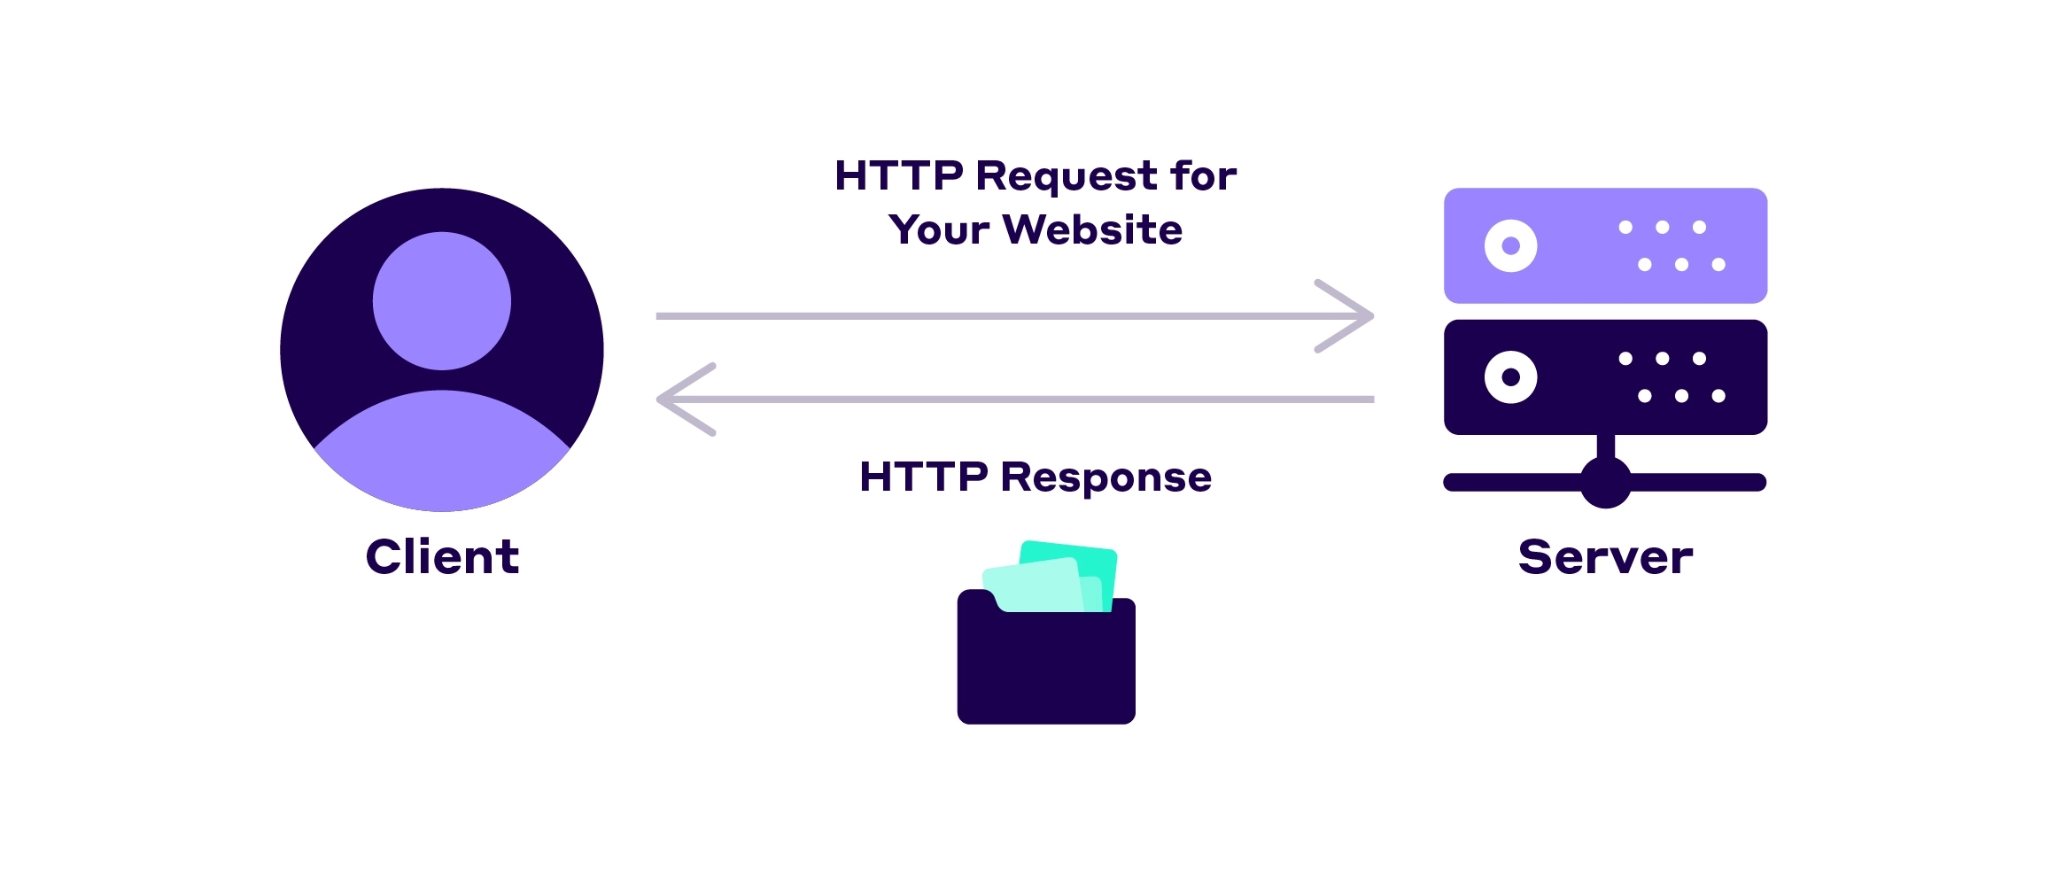 HTTP Request for
Your Website
HTTP Response
Client
Server